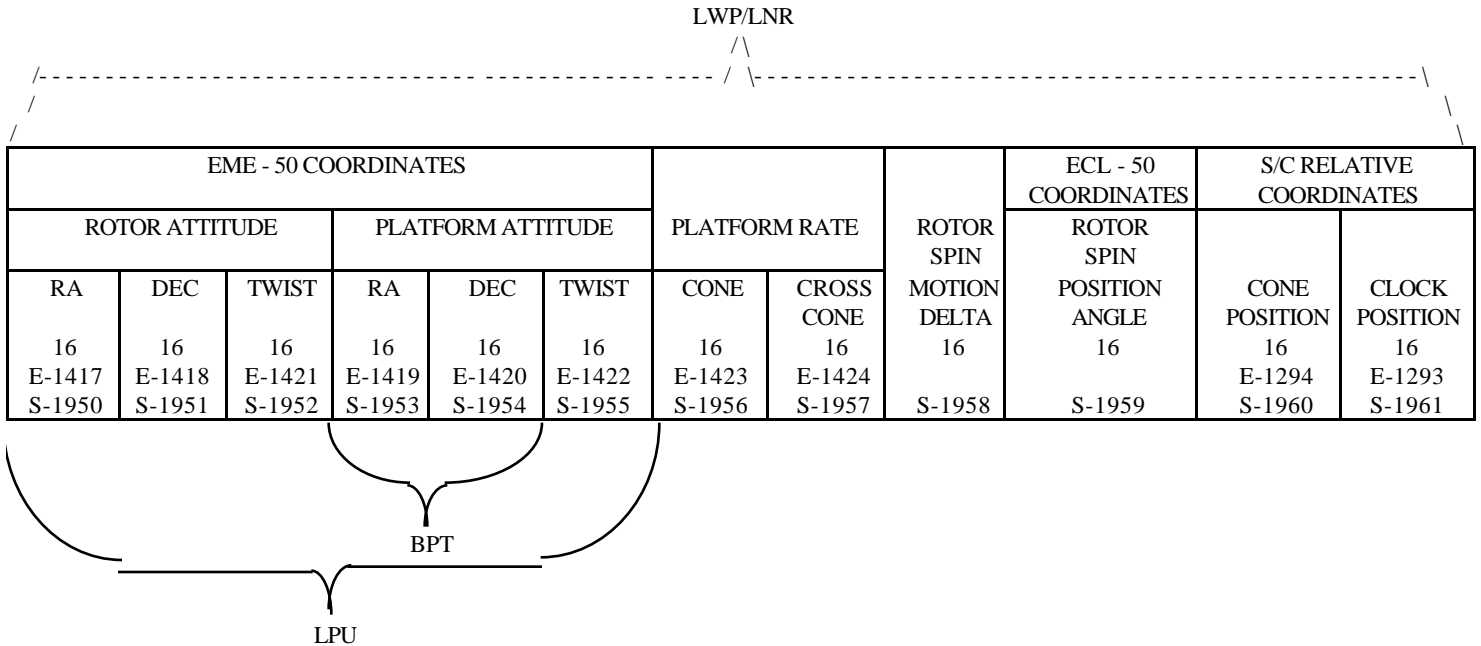 LWP/LNR
EME - 50 COORDINATES
ECL - 50 COORDINATES
S/C RELATIVE COORDINATES
ROTOR ATTITUDE
PLATFORM ATTITUDE
PLATFORM RATE
ROTOR SPIN MOTION DELTA
ROTOR SPIN POSITION ANGLE
RA DEC TWIST RA DEC TWIST CONE CROSS CONE CONE POSITION CLOCK POSITION
16 16 16 16 16 16 16 16 16 16 16 16
E-1417 E-1418 E-1421 E-1419 E-1420 E-1422 E-1423 E-1424 E-1294 E-1293
S-1950 S-1951 S-1952 S-1953 S-1954 S-1955 S-1956 S-1957 S-1958 S-1959 S-1960 S-1961
BPT
LPU